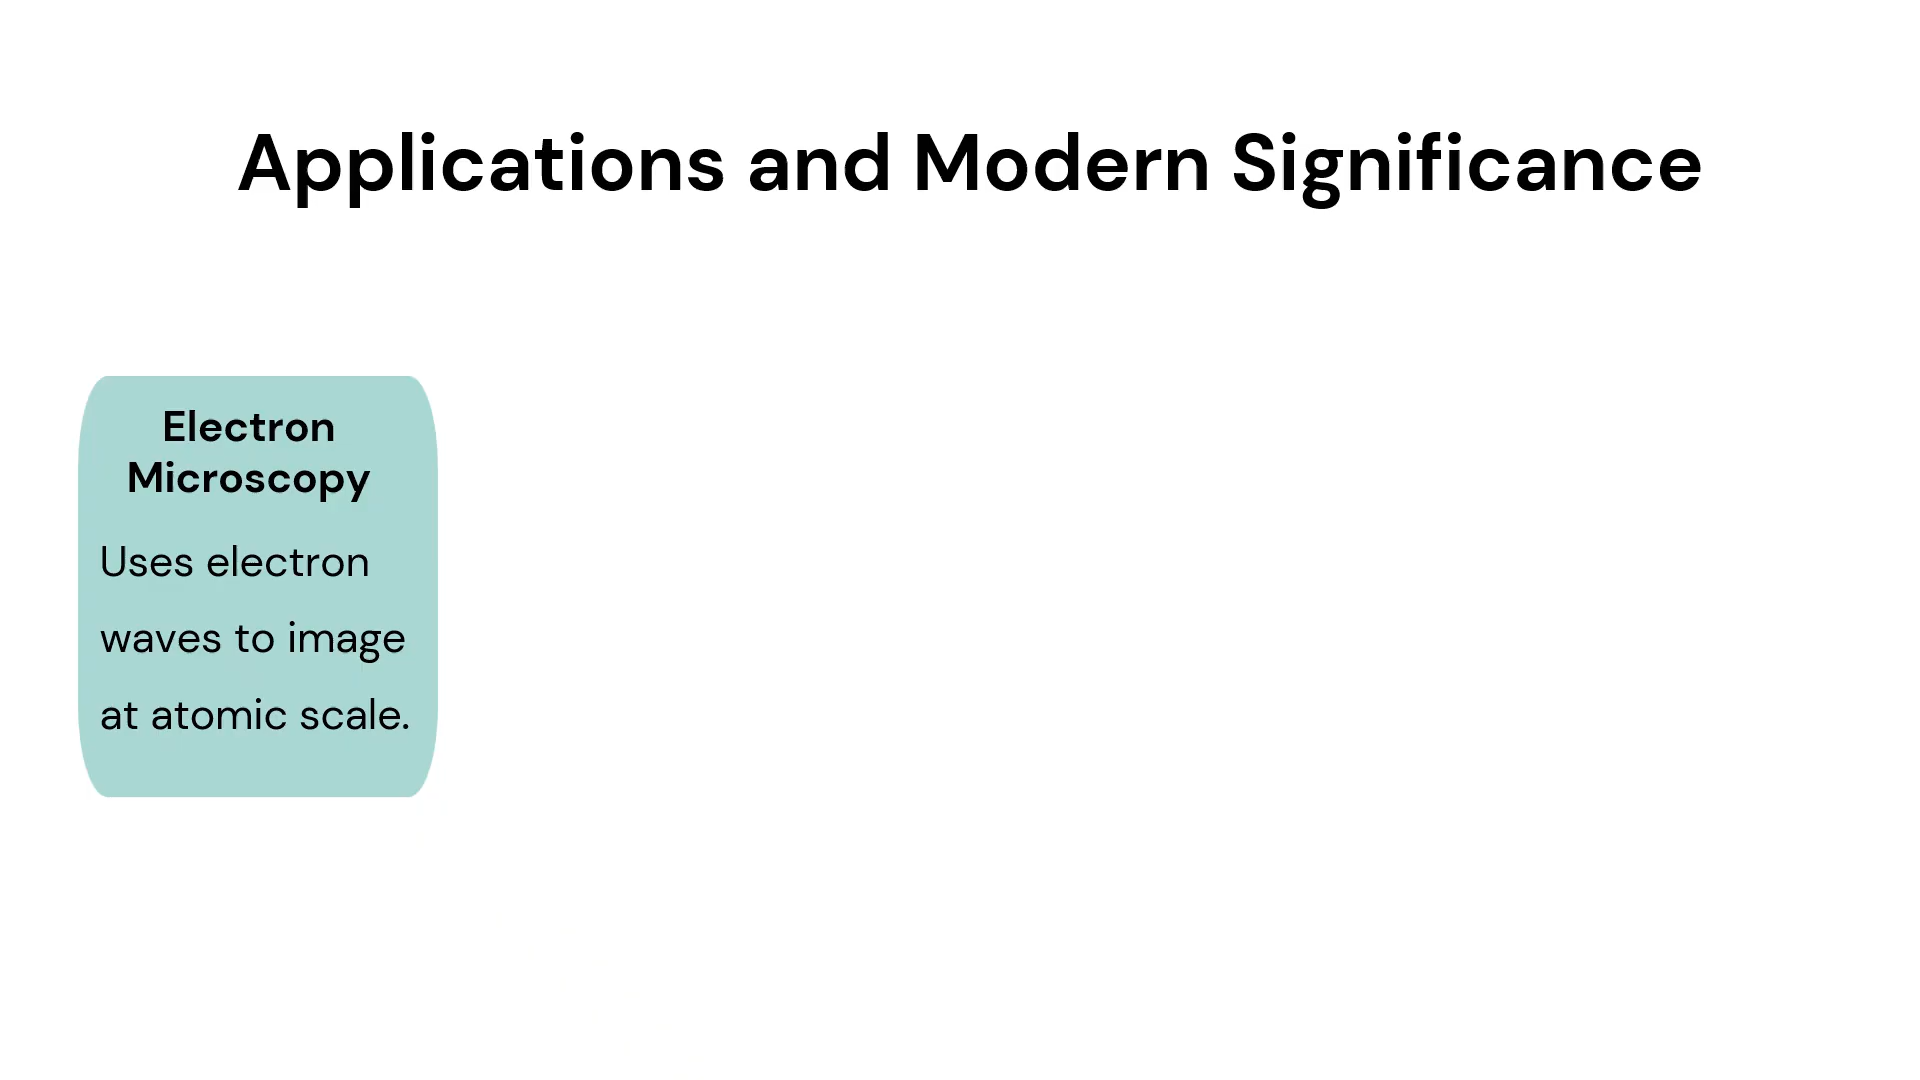 Applications and Modern Significance
Electron
Microscopy
Uses electron
waves to image
at atomic scale.